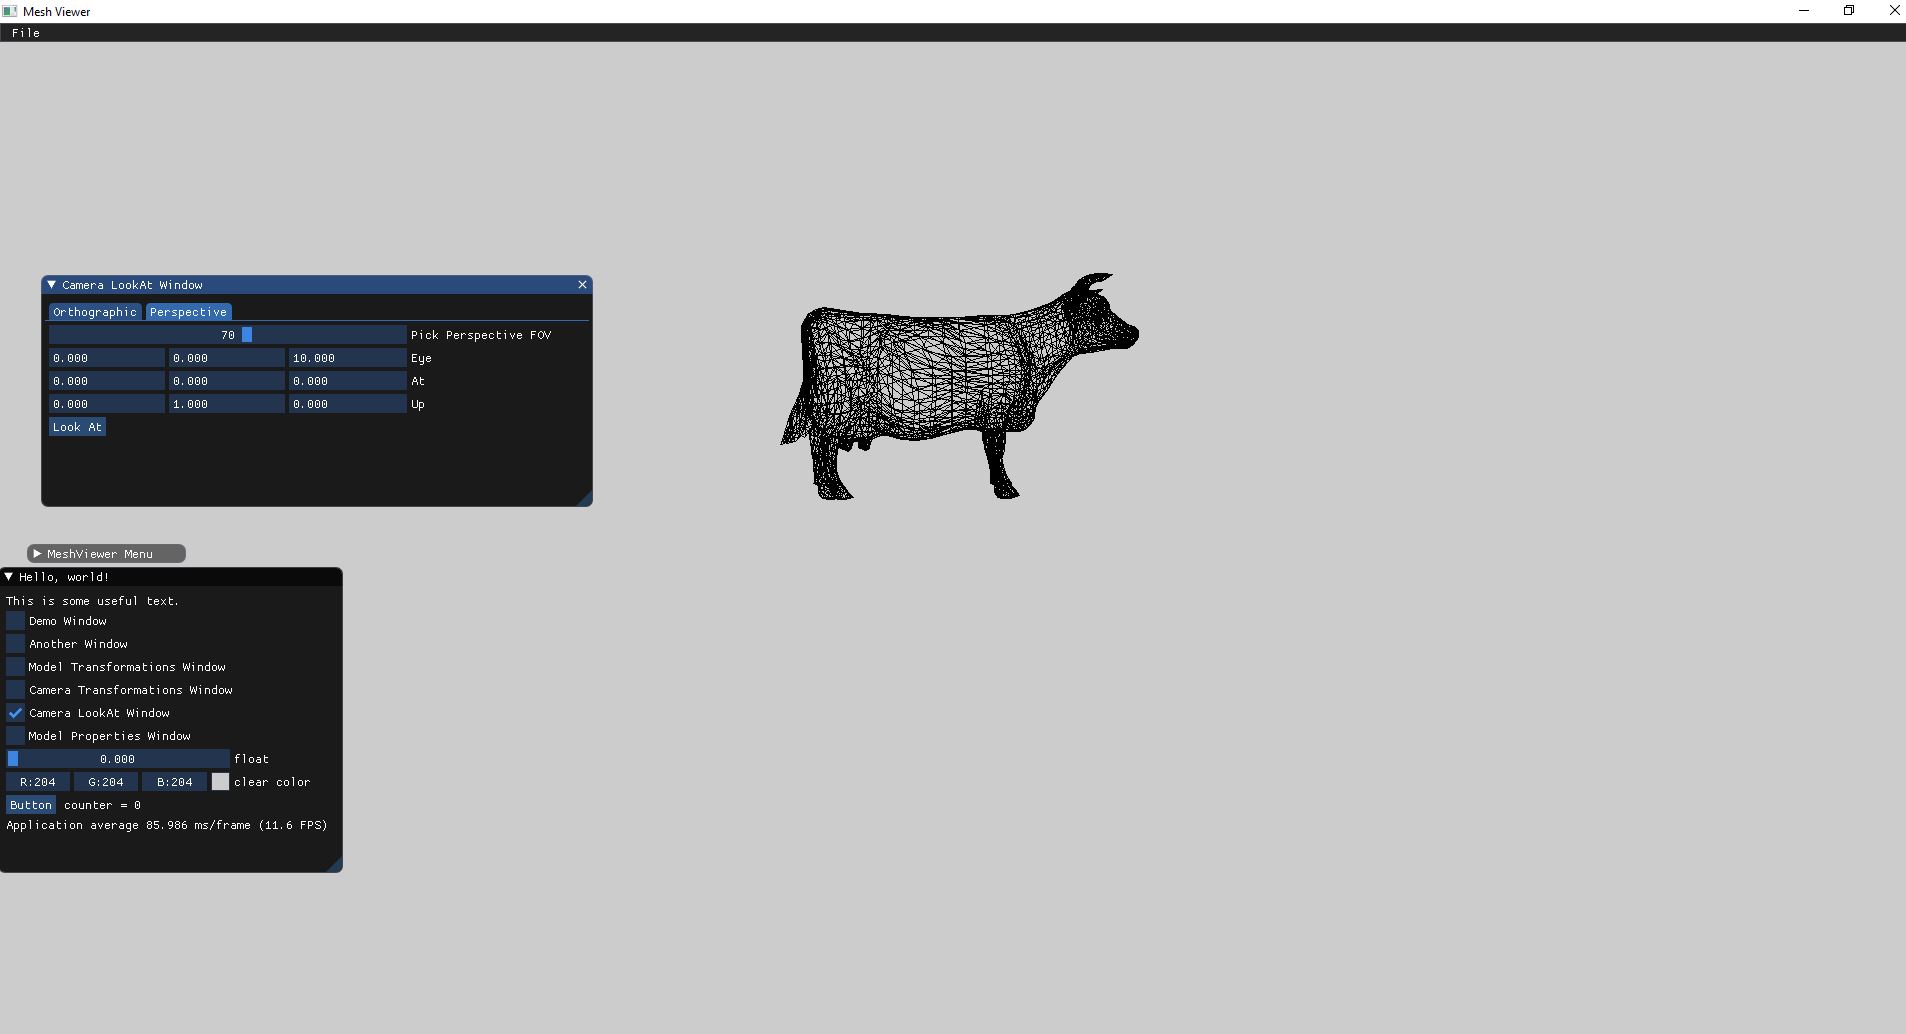 Mesh Viewer
File
Camera LookAt Window
Orthographic Perspective
70 Pick Perspective FOV
0.000 0.000 10.000 Eye
0.000 0.000 0.000 At
0.000 1.000 0.000 Up
Look At
MeshViewer Menu
Hello, world!
This is some useful text.
Demo Window
Another Window
Model Transformations Window
Camera Transformations Window
Camera LookAt Window
Model Properties Window
0.000 float
R:204 G:204 B:204 clear color
Button counter = 0
Application average 85.986 ms/frame (11.6 FPS)